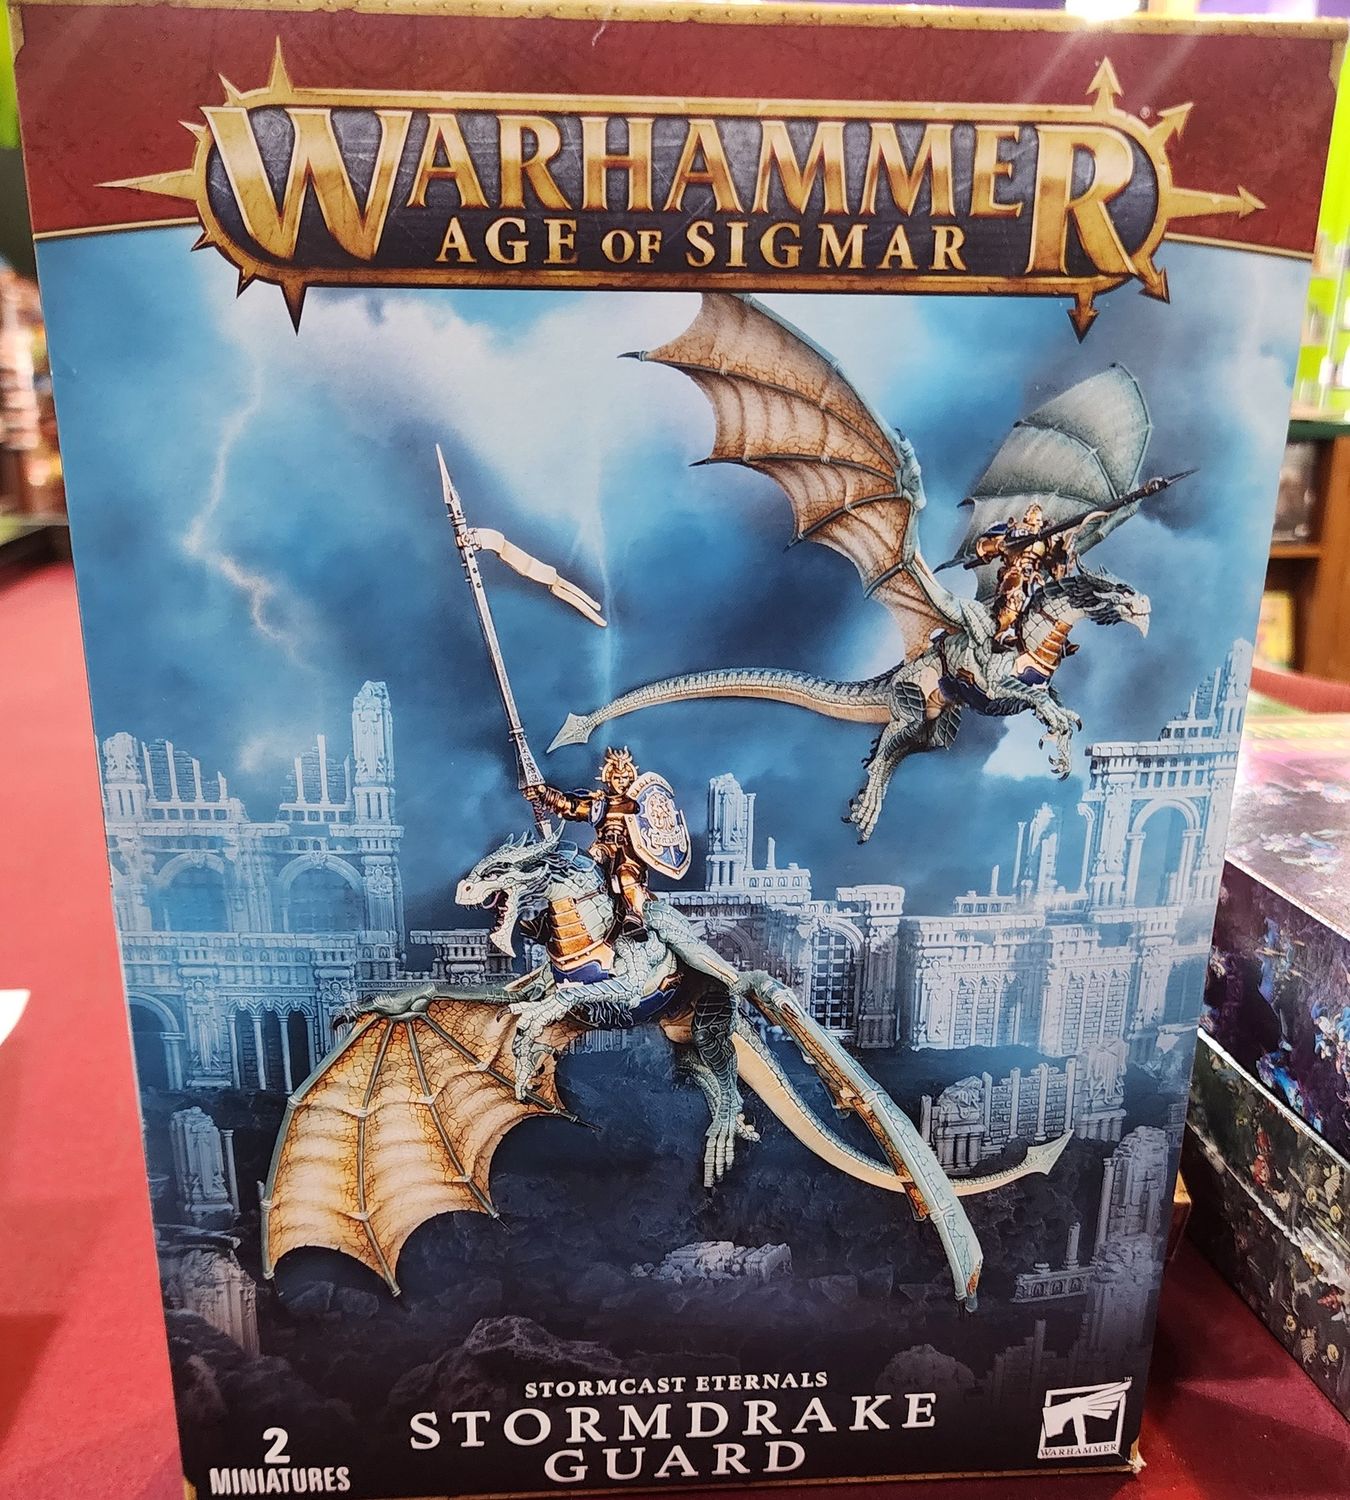 WARHAMMER
AGE OF SIGMAR
STORMCAST ETERNALS
STORMDRAKE
GUARD
2
MINIATURES
WARHAMMER